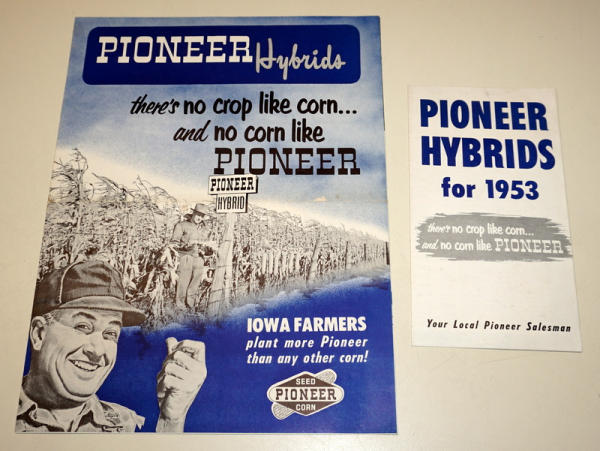 PIONEER Hybrids
there's no crop like corn...
and no corn like
PIONEER
PIONEER
HYBRID
IOWA FARMERS
plant more Pioneer
than any other corn!
SEED
PIONEER
CORN
PIONEER
HYBRIDS
for 1953
there's no crop like corn...
and no corn like PIONEER
Your Local Pioneer Salesman